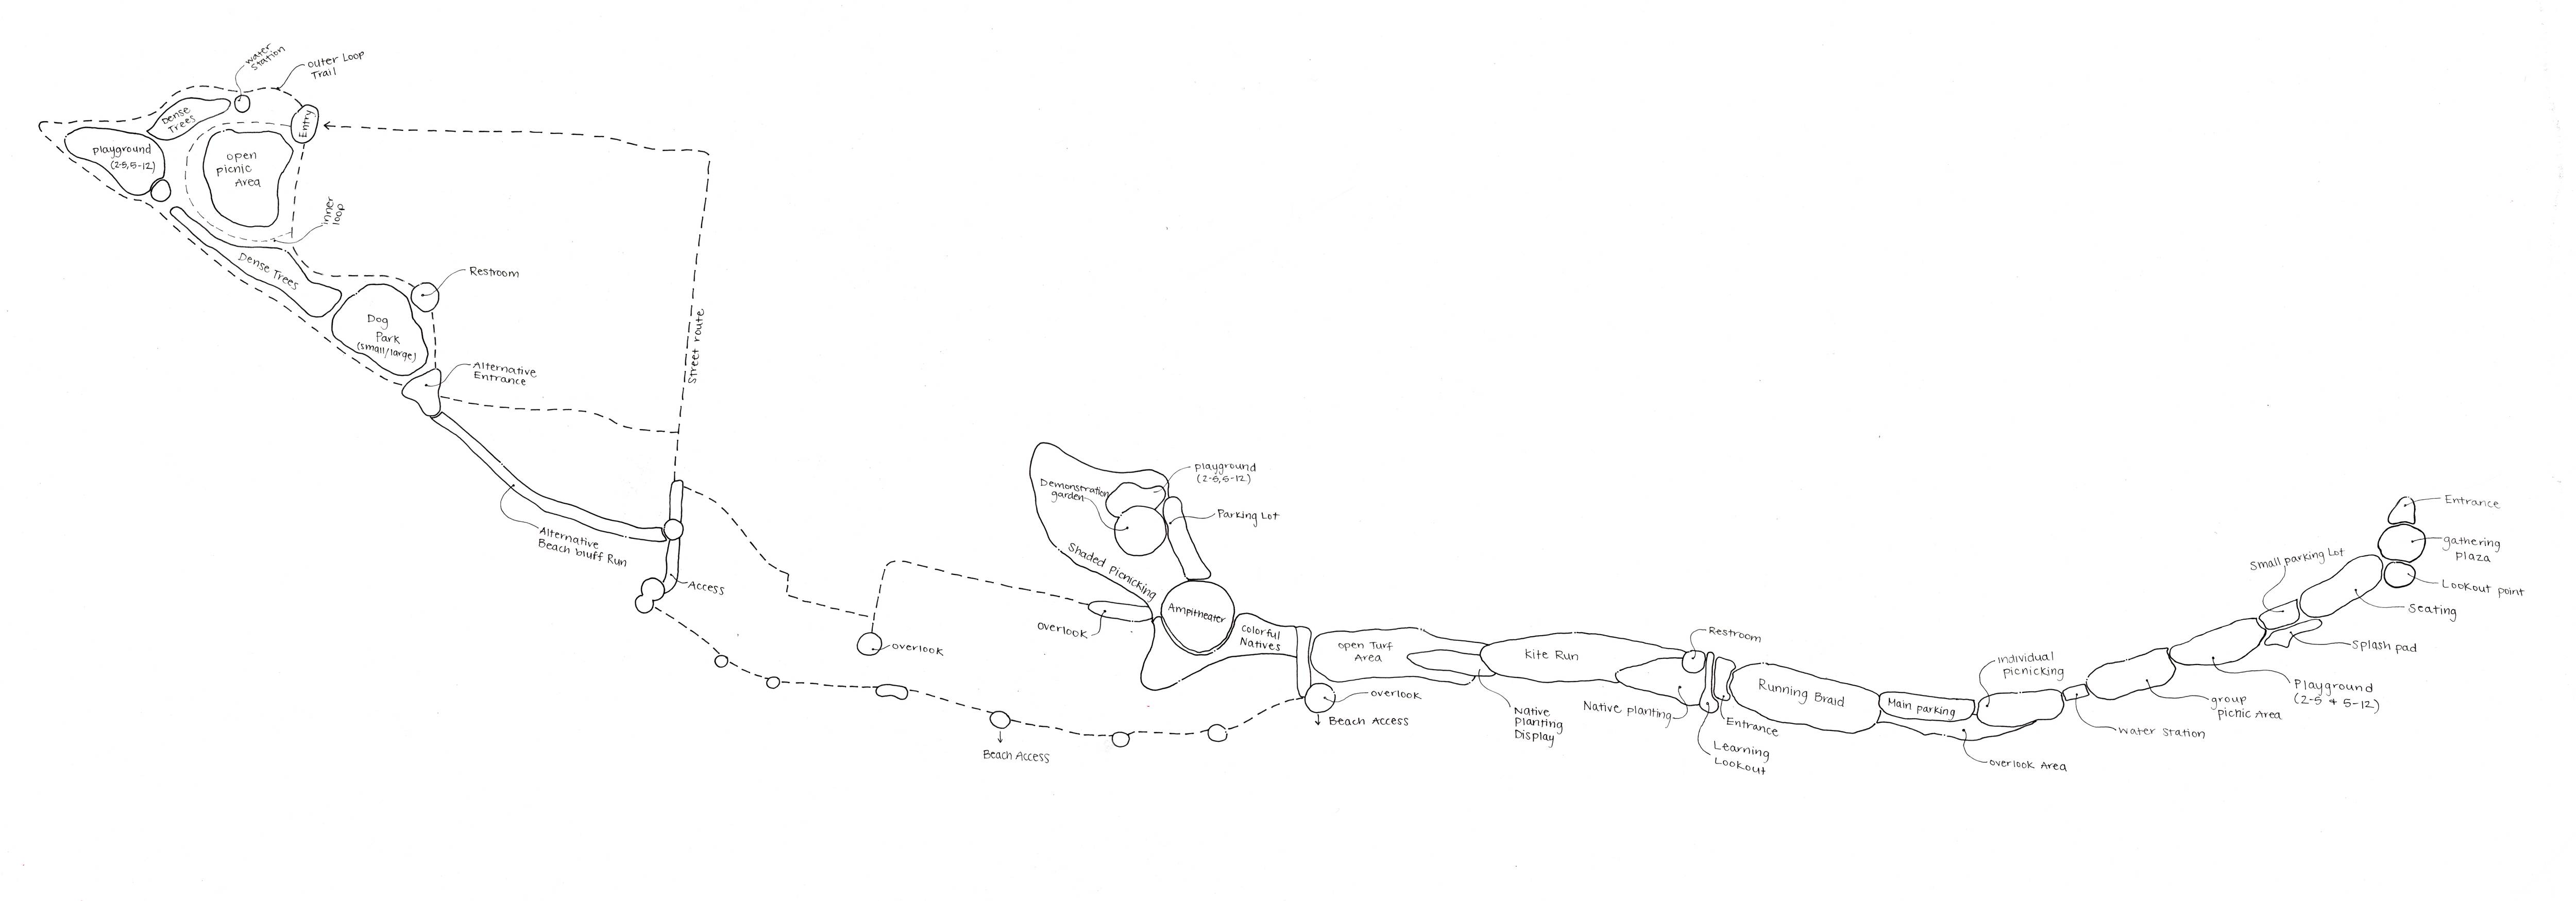 water
station
outer Loop
Trail
Dense
Trees
Entry
playground
(2-5, 5-12)
open
picnic
Area
inner
loop
Dense Trees
Restroom
Dog
Park
(small/large)
Alternative
Entrance
Street route
Alternative
Beach bluff Run
Access
overlook
Beach Access
playground
(2-5, 5-12)
Demonstration
garden
Parking Lot
Shaded Picnicking
overlook
Ampitheater
Colorful
Natives
overlook
Beach Access
open Turf
Area
Kite Run
Native
Planting
Display
Restroom
Native planting
Entrance
Learning
Lookout
Running Braid
Main parking
individual
picnicking
overlook Area
water station
group
picnic Area
Playground
(2-5 + 5-12)
Small parking Lot
Splash pad
Seating
Lookout point
gathering
plaza
Entrance